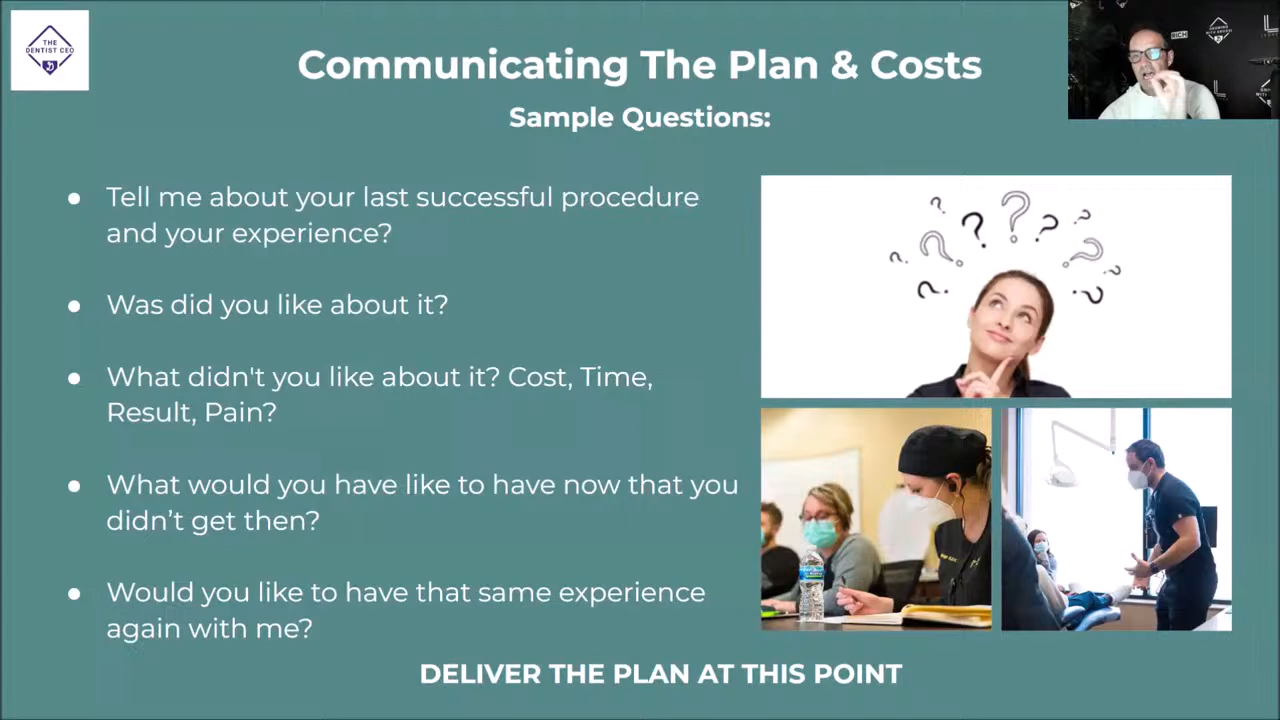 THE
DENTIST CEO
Communicating The Plan & Costs
Sample Questions:
RICH
● Tell me about your last successful procedure
and your experience?
● Was did you like about it?
● What didn't you like about it? Cost, Time,
Result, Pain?
● What would you have like to have now that you
didn’t get then?
● Would you like to have that same experience
again with me?
? ? ? ? ? ? ? ? ? ? ? ?
DELIVER THE PLAN AT THIS POINT